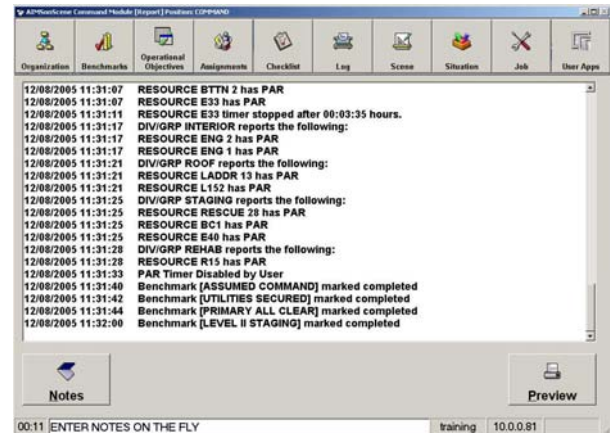 AIMSonScene Command Module [Report] Position: COMMAND
Organization
Benchmarks
Operational
Objectives
Assignments
Checklist
Log
Scene
Situation
Job
User Apps
12/08/2005 11:31:07 RESOURCE BTTN 2 has PAR
12/08/2005 11:31:07 RESOURCE E33 has PAR
12/08/2005 11:31:11 RESOURCE E33 timer stopped after 00:03:35 hours.
12/08/2005 11:31:17 DIV/GRP INTERIOR reports the following:
12/08/2005 11:31:17 RESOURCE ENG 2 has PAR
12/08/2005 11:31:17 RESOURCE ENG 1 has PAR
12/08/2005 11:31:21 DIV/GRP ROOF reports the following:
12/08/2005 11:31:21 RESOURCE LADDR 13 has PAR
12/08/2005 11:31:21 RESOURCE L152 has PAR
12/08/2005 11:31:25 DIV/GRP STAGING reports the following:
12/08/2005 11:31:25 RESOURCE RESCUE 28 has PAR
12/08/2005 11:31:25 RESOURCE BC1 has PAR
12/08/2005 11:31:25 RESOURCE E40 has PAR
12/08/2005 11:31:28 DIV/GRP REHAB reports the following:
12/08/2005 11:31:28 RESOURCE R15 has PAR
12/08/2005 11:31:33 PAR Timer Disabled by User
12/08/2005 11:31:40 Benchmark [ASSUMED COMMAND] marked completed
12/08/2005 11:31:42 Benchmark [UTILITIES SECURED] marked completed
12/08/2005 11:31:44 Benchmark [PRIMARY ALL CLEAR] marked completed
12/08/2005 11:32:00 Benchmark [LEVEL II STAGING] marked completed
Notes
Preview
00:11 ENTER NOTES ON THE FLY training 10.0.0.81